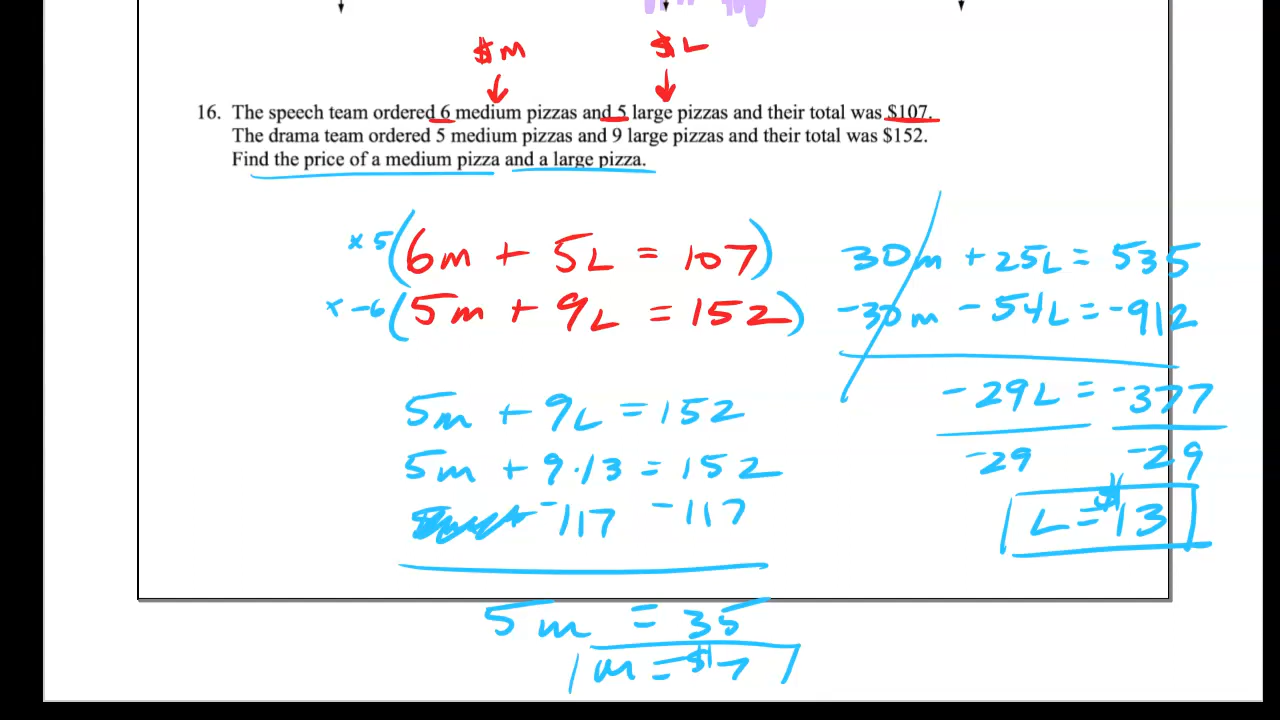 $M $L
16. The speech team ordered 6 medium pizzas and 5 large pizzas and their total was $107.
The drama team ordered 5 medium pizzas and 9 large pizzas and their total was $152.
Find the price of a medium pizza and a large pizza.
×5(6m + 5L = 107)
×-6(5m + 9L = 152)
30m + 25L = 535
-30m - 54L = -912
-29L = -377
-29 -29
L = $13
5m + 9L = 152
5m + 9·13 = 152
-117 -117
5m = 35
m = $7